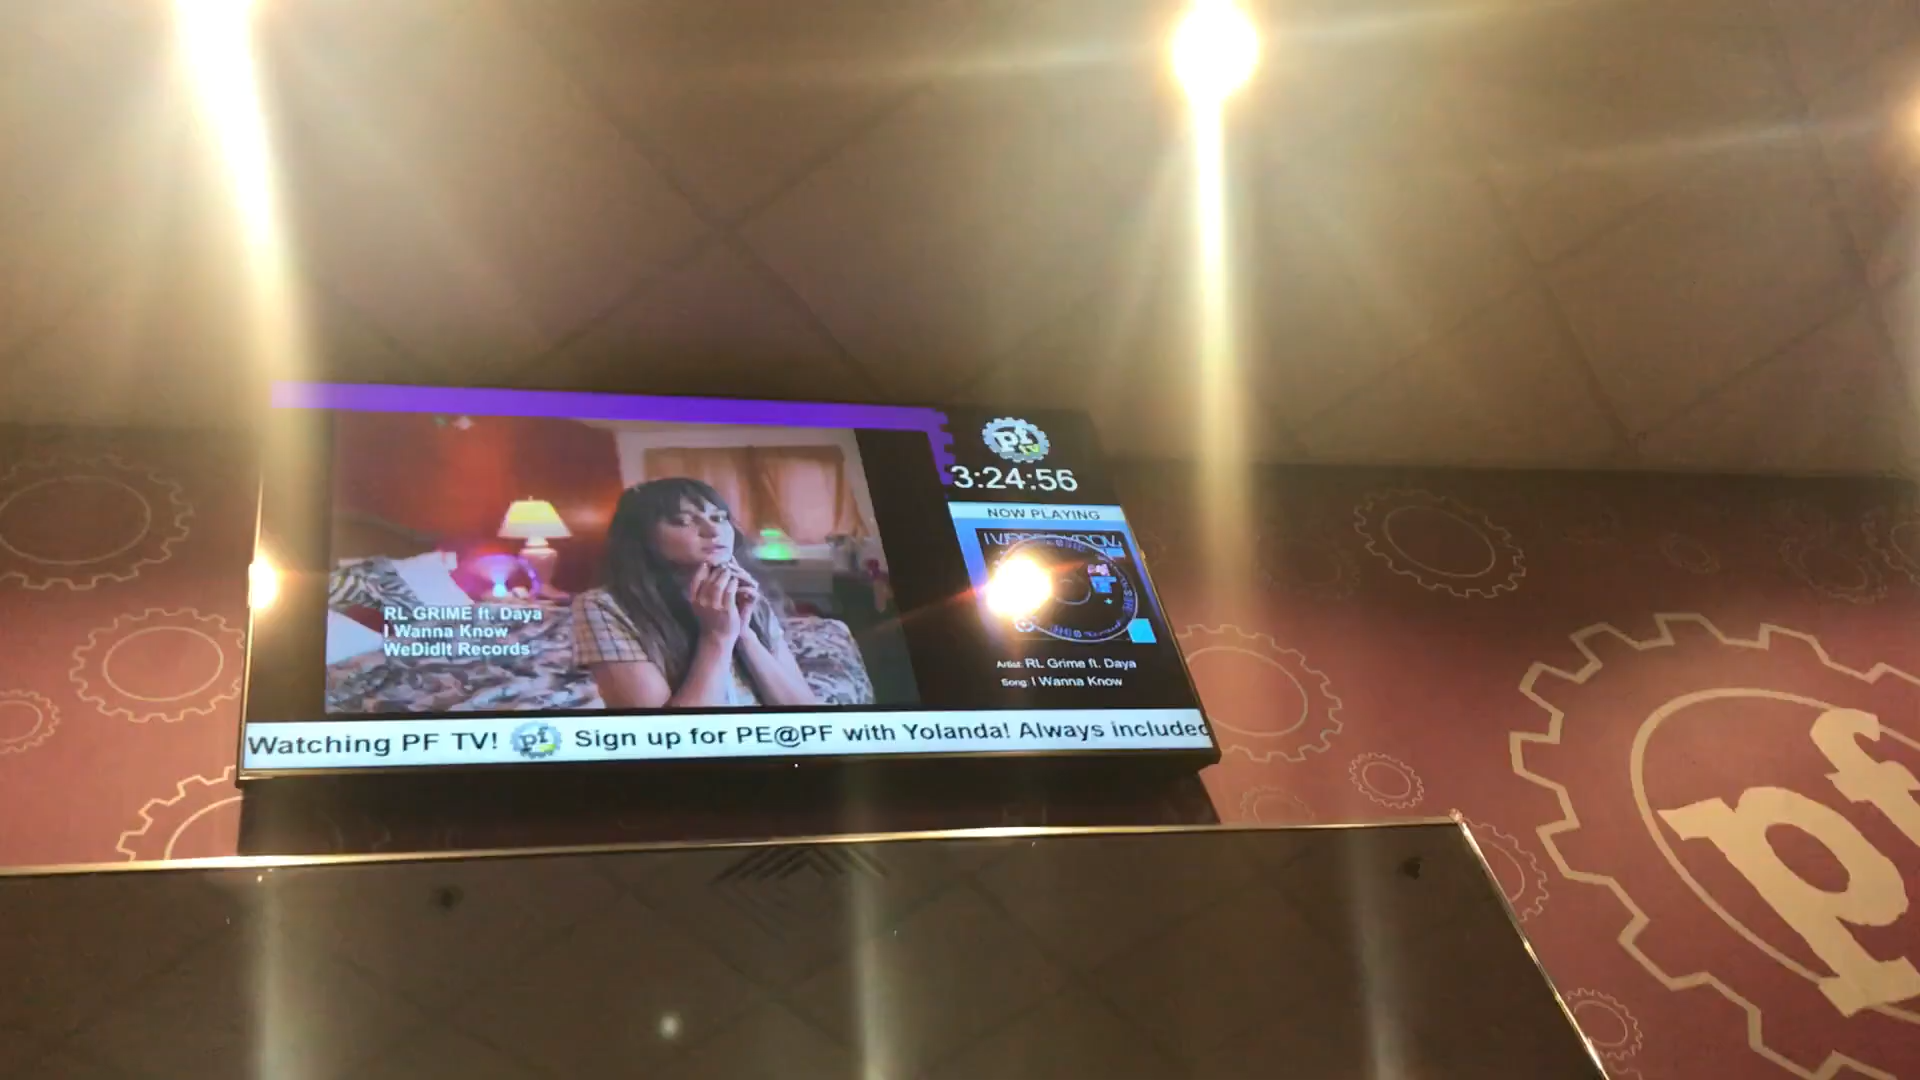 pf
tv
3:24:56
NOW PLAYING
RL GRIME ft. Daya
I Wanna Know
WeDidIt Records
Artist: RL Grime ft. Daya
Song: I Wanna Know
Watching PF TV! pf Sign up for PE@PF with Yolanda! Always included
pf